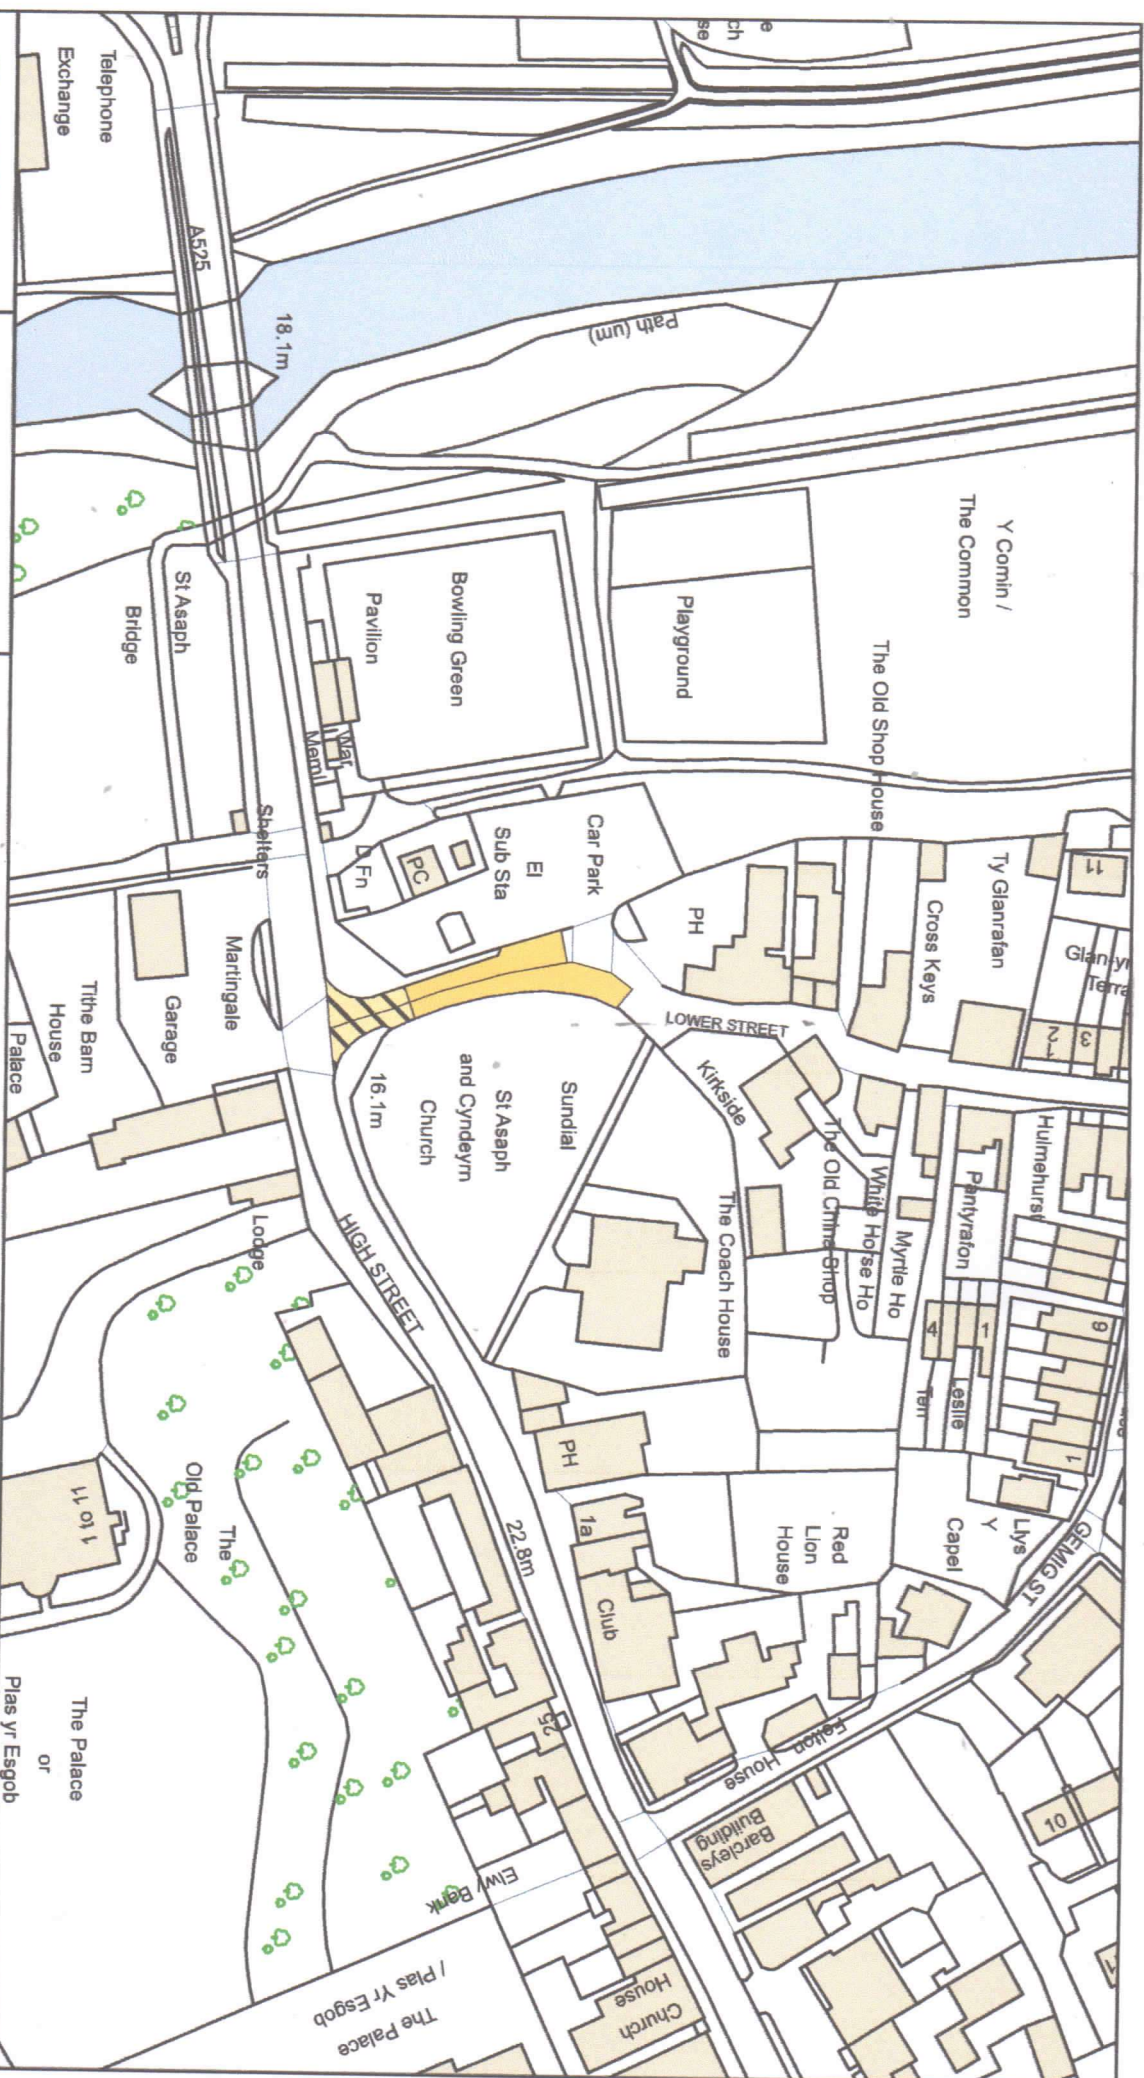 Telephone
Exchange
A525
18.1m
Path (um)
Y Comin /
The Common
Playground
Bowling Green
Pavilion
War
Meml
St Asaph
Bridge
Shelters
The Old Shop House
Car Park
El
Sub Sta
PC
Fn
PH
Cross Keys
Ty Glanrafan
11
Glan-yr
Terra
1-2
3
LOWER STREET
Martingale
Garage
Tithe Barn
House
Palace
16.1m
St Asaph
and Cyndeyrn
Church
Sundial
Kirkside
The Coach House
The Old China Shop
White Horse Ho
Myrtle Ho
Pantyrafon
Hulmehurst
4
1
Leslie
Terr
9
1
Lodge
HIGH STREET
The
Old Palace
1 to 11
PH
1a
Club
22.8m
Red
Lion
House
Capel
Y
Llys
GEMIG ST
Felton
House
25
Barcleys
Building
10
Elwy Bank
Church
House
The Palace
/ Plas Yr Esgob
The Palace
or
Plas yr Esgob